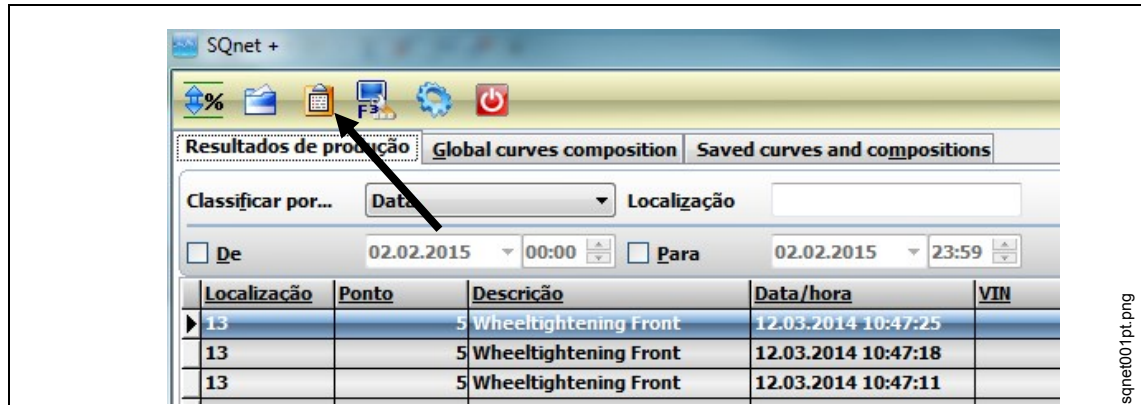 SQnet +
% F3
Resultados de produção Global curves composition Saved curves and compositions
Classificar por... Data Localização
De 02.02.2015 00:00 Para 02.02.2015 23:59
Localização Ponto Descrição Data/hora VIN
13 5 Wheeltightening Front 12.03.2014 10:47:25
13 5 Wheeltightening Front 12.03.2014 10:47:18
13 5 Wheeltightening Front 12.03.2014 10:47:11
sqnet001pt.png